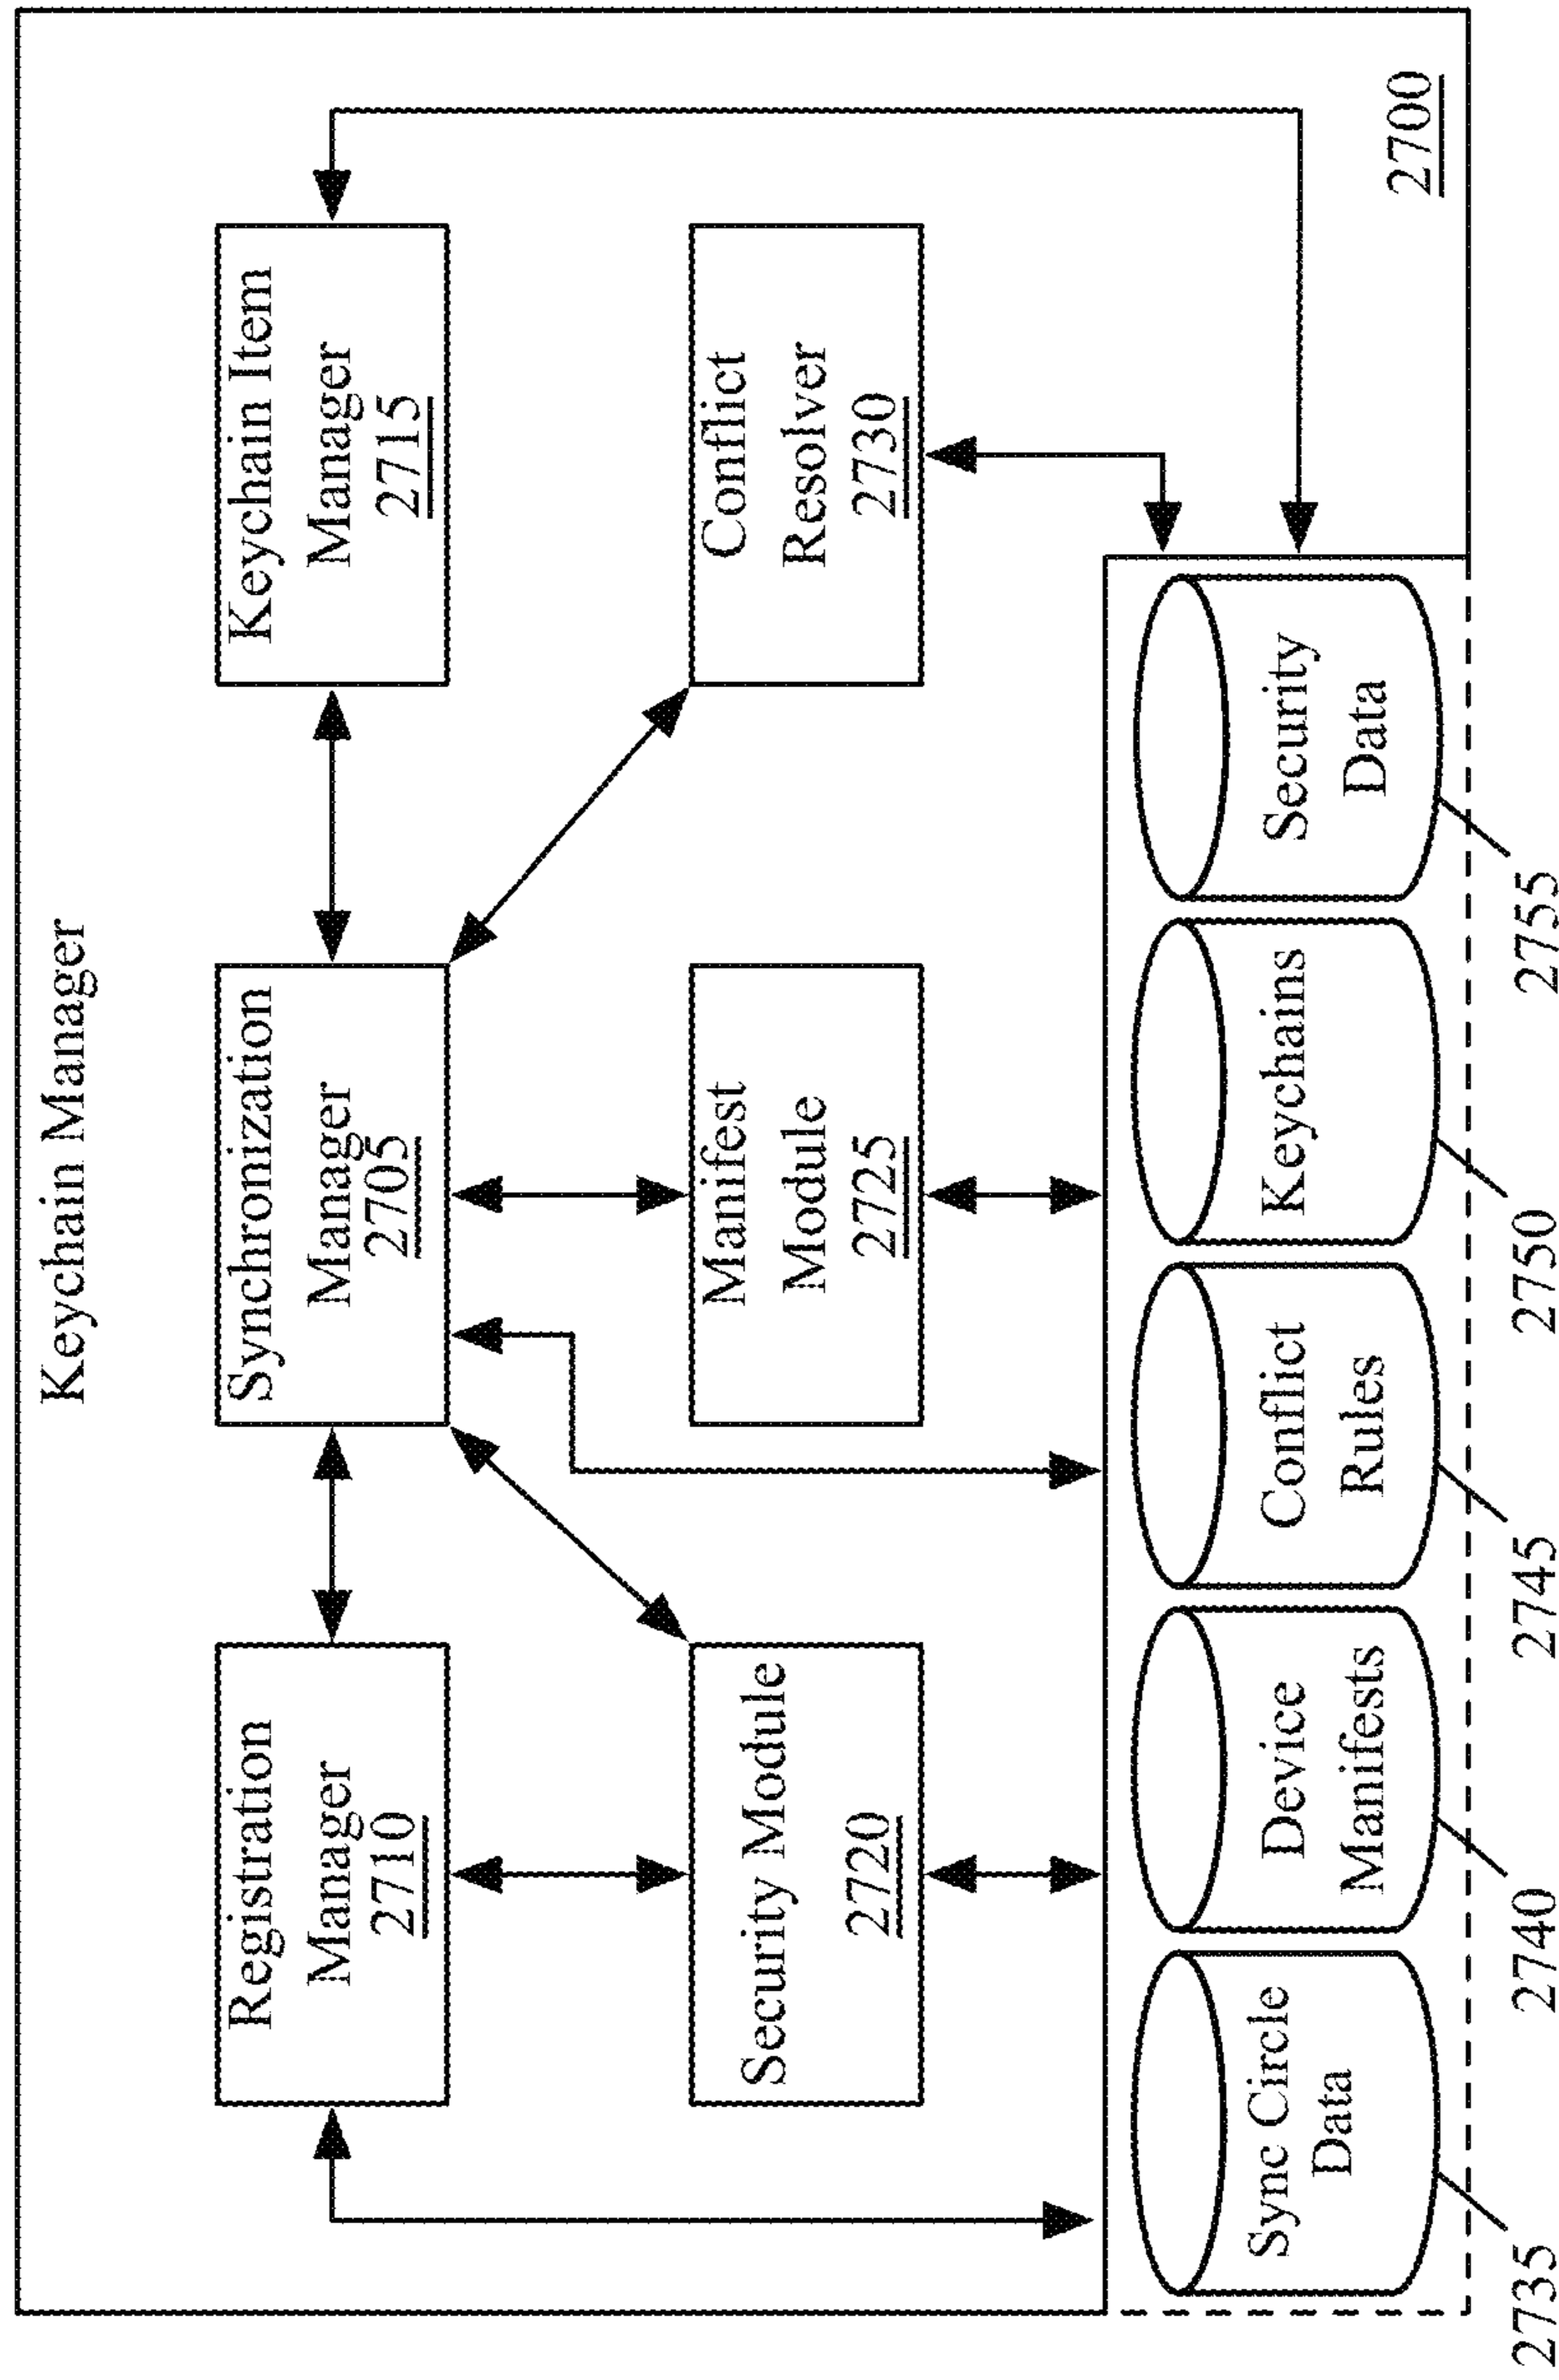 Keychain Manager
Registration
Manager
2710
Synchronization
Manager
2705
Keychain Item
Manager
2715
Security Module
2720
Manifest
Module
2725
Conflict
Resolver
2730
Sync Circle
Data
Device
Manifests
Conflict
Rules
Keychains
Security
Data
2700
2735
2740
2745
2750
2755